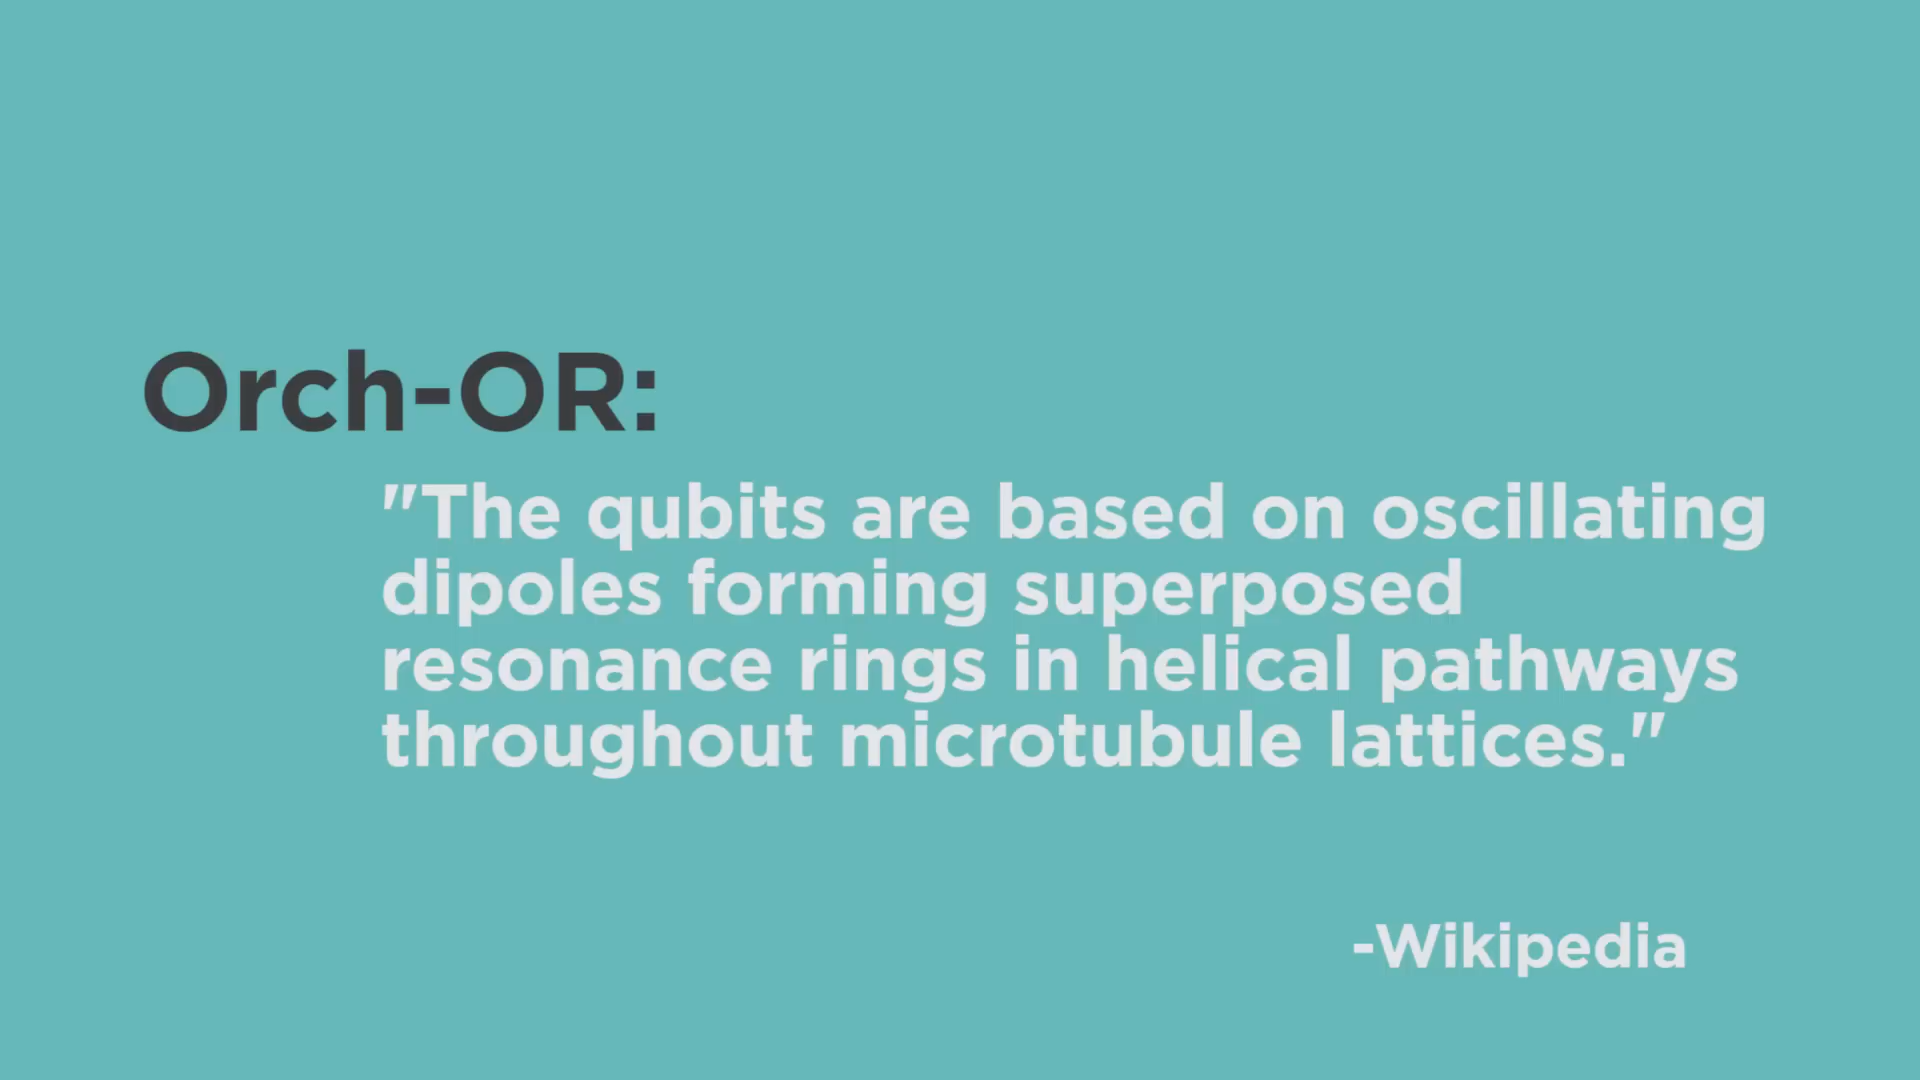 Orch-OR:
"The qubits are based on oscillating
dipoles forming superposed
resonance rings in helical pathways
throughout microtubule lattices."
-Wikipedia